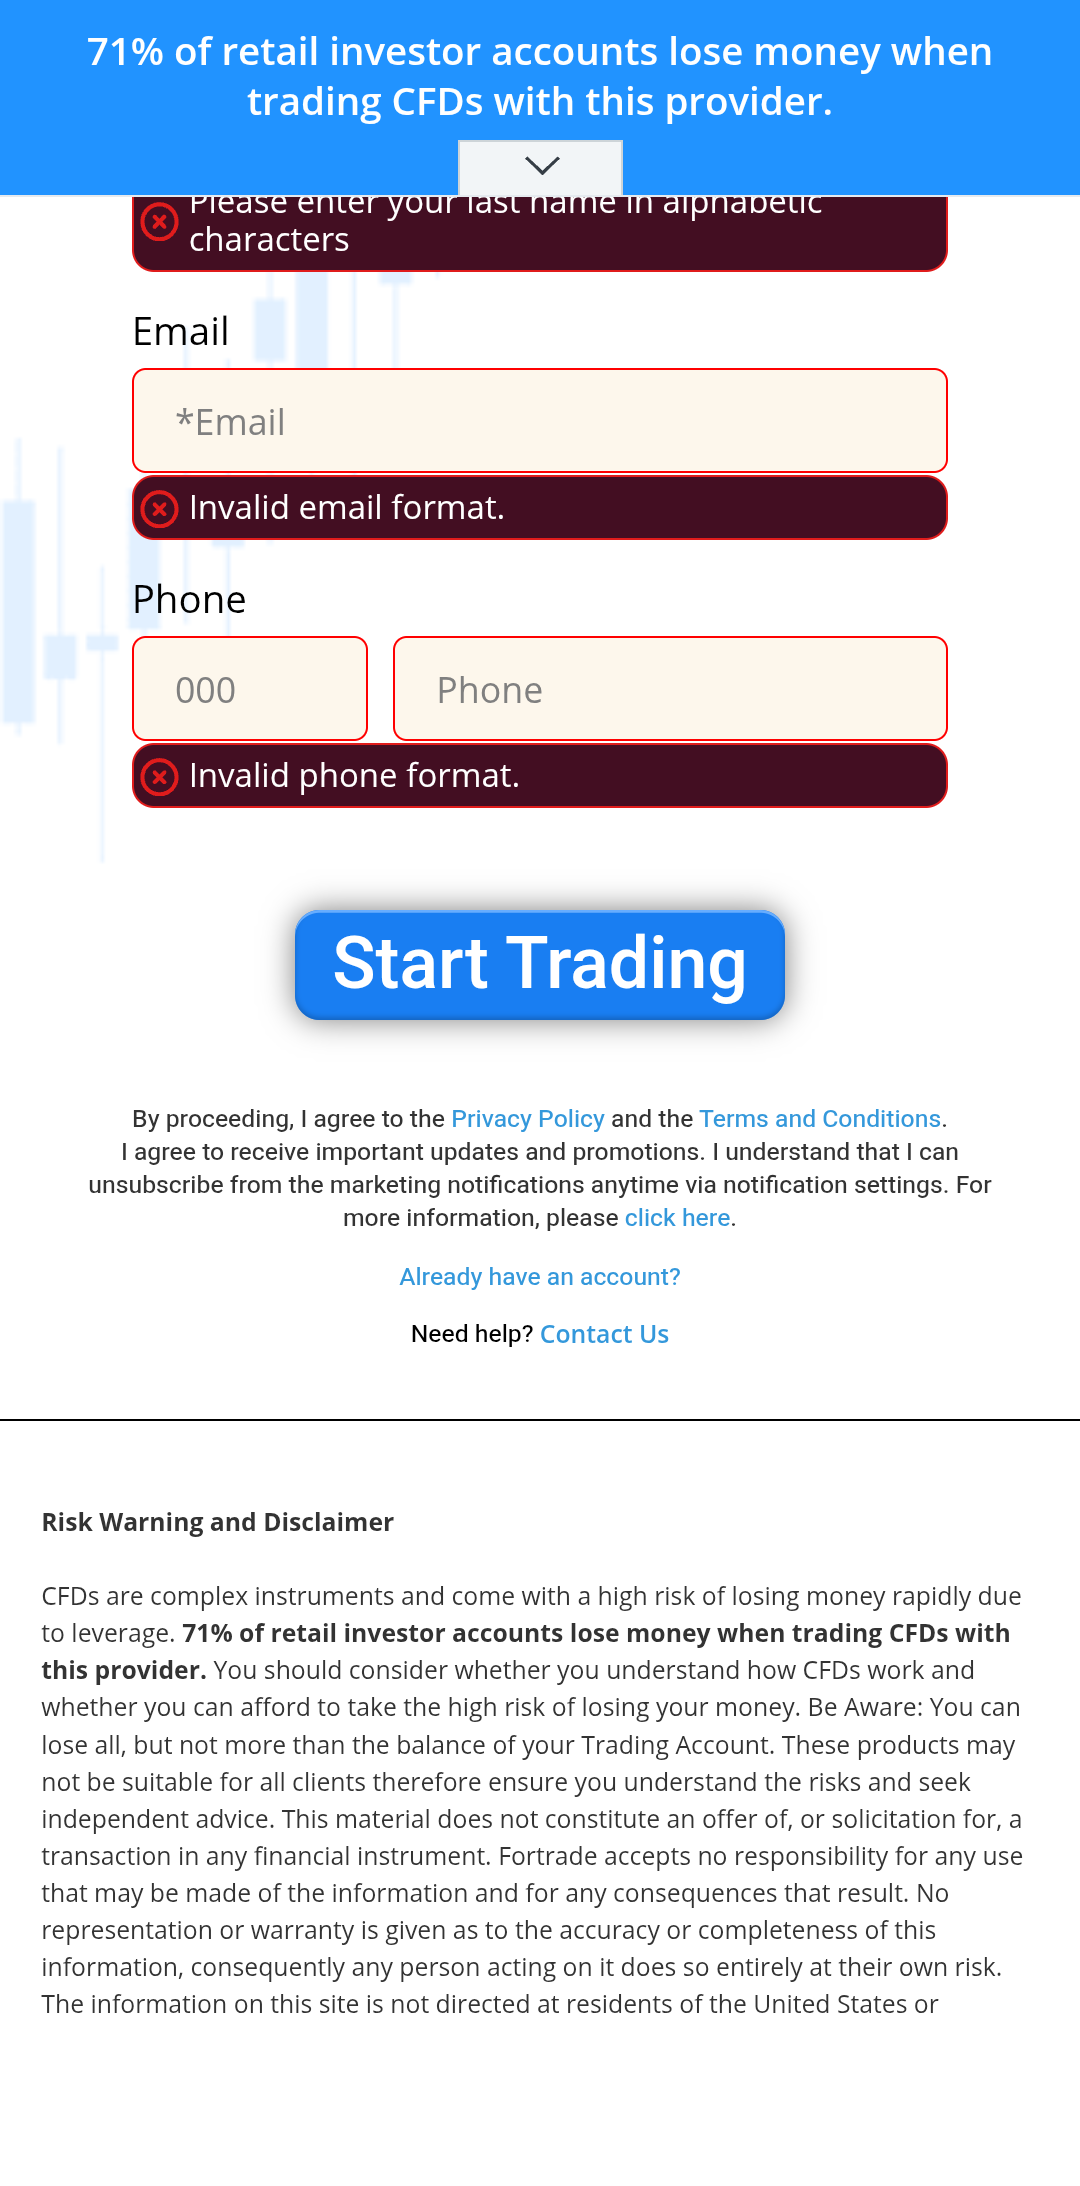 71% of retail investor accounts lose money when
trading CFDs with this provider.
Please enter your last name in alphabetic
characters
Email
*Email
Invalid email format.
Phone
000 Phone
Invalid phone format.
Start Trading
By proceeding, I agree to the Privacy Policy and the Terms and Conditions.
I agree to receive important updates and promotions. I understand that I can
unsubscribe from the marketing notifications anytime via notification settings. For
more information, please click here.
Already have an account?
Need help? Contact Us
Risk Warning and Disclaimer
CFDs are complex instruments and come with a high risk of losing money rapidly due
to leverage. 71% of retail investor accounts lose money when trading CFDs with
this provider. You should consider whether you understand how CFDs work and
whether you can afford to take the high risk of losing your money. Be Aware: You can
lose all, but not more than the balance of your Trading Account. These products may
not be suitable for all clients therefore ensure you understand the risks and seek
independent advice. This material does not constitute an offer of, or solicitation for, a
transaction in any financial instrument. Fortrade accepts no responsibility for any use
that may be made of the information and for any consequences that result. No
representation or warranty is given as to the accuracy or completeness of this
information, consequently any person acting on it does so entirely at their own risk.
The information on this site is not directed at residents of the United States or